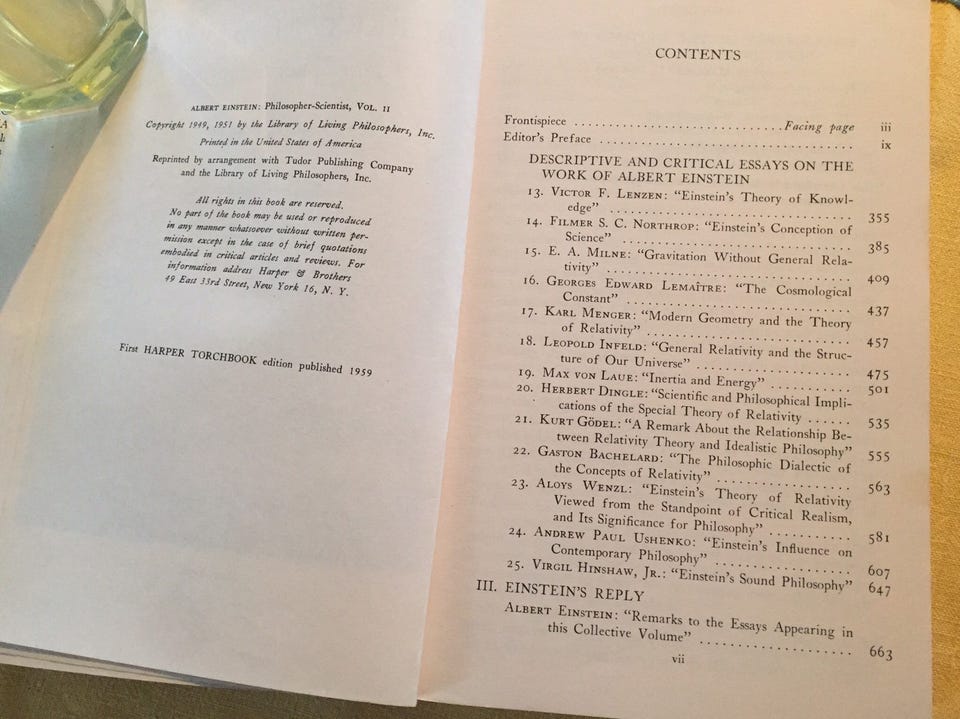 ALBERT EINSTEIN: Philosopher-Scientist, VOL. II
Copyright 1949, 1951 by the Library of Living Philosophers, Inc.
Printed in the United States of America
Reprinted by arrangement with Tudor Publishing Company
and the Library of Living Philosophers, Inc.
All rights in this book are reserved.
No part of the book may be used or reproduced
in any manner whatsoever without written per-
mission except in the case of brief quotations
embodied in critical articles and reviews. For
information address Harper & Brothers
49 East 33rd Street, New York 16, N. Y.
First HARPER TORCHBOOK edition published 1959
CONTENTS
Frontispiece . . . . . . . . . . . . . . . . . . . . . . . . . . . . Facing page iii
Editor's Preface . . . . . . . . . . . . . . . . . . . . . . . . . . . . . . . . . . ix
DESCRIPTIVE AND CRITICAL ESSAYS ON THE
WORK OF ALBERT EINSTEIN
13. VICTOR F. LENZEN: "Einstein's Theory of Knowl-
edge" . . . . . . . . . . . . . . . . . . . . . . . . . . . . 355
14. FILMER S. C. NORTHROP: "Einstein's Conception of
Science" . . . . . . . . . . . . . . . . . . . . . . . . . . 385
15. E. A. MILNE: "Gravitation Without General Rela-
tivity" . . . . . . . . . . . . . . . . . . . . . . . . . . . 409
16. GEORGES EDWARD LEMAÎTRE: "The Cosmological
Constant" . . . . . . . . . . . . . . . . . . . . . . . . . 437
17. KARL MENGER: "Modern Geometry and the Theory
of Relativity" . . . . . . . . . . . . . . . . . . . . . . 457
18. LEOPOLD INFELD: "General Relativity and the Struc-
ture of Our Universe" . . . . . . . . . . . . . . . . . 475
19. MAX VON LAUE: "Inertia and Energy" . . . . . . . . . 501
20. HERBERT DINGLE: "Scientific and Philosophical Impli-
cations of the Special Theory of Relativity . . . . . . 535
21. KURT GÖDEL: "A Remark About the Relationship Be-
tween Relativity Theory and Idealistic Philosophy" 555
22. GASTON BACHELARD: "The Philosophic Dialectic of
the Concepts of Relativity" . . . . . . . . . . . . . . 563
23. ALOYS WENZL: "Einstein's Theory of Relativity
Viewed from the Standpoint of Critical Realism,
and Its Significance for Philosophy" . . . . . . . . . . . 581
24. ANDREW PAUL USHENKO: "Einstein's Influence on
Contemporary Philosophy" . . . . . . . . . . . . . . . 607
25. VIRGIL HINSHAW, JR.: "Einstein's Sound Philosophy" 647
III. EINSTEIN'S REPLY
ALBERT EINSTEIN: "Remarks to the Essays Appearing in
this Collective Volume" . . . . . . . . . . . . . . . . . 663
vii